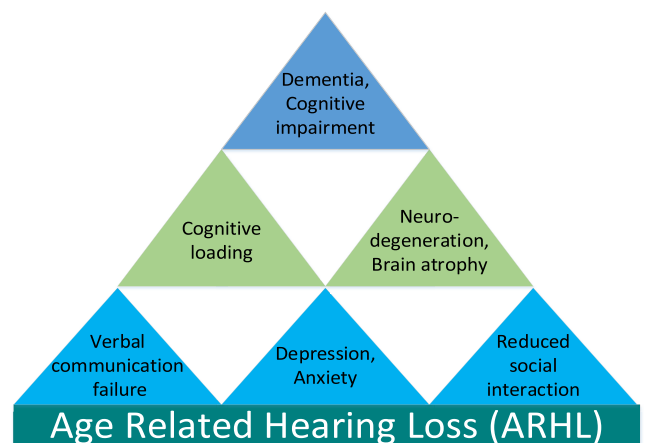 Dementia,
Cognitive
impairment
Cognitive
loading
Neuro-
degeneration,
Brain atrophy
Verbal
communication
failure
Depression,
Anxiety
Reduced
social
interaction
Age Related Hearing Loss (ARHL)